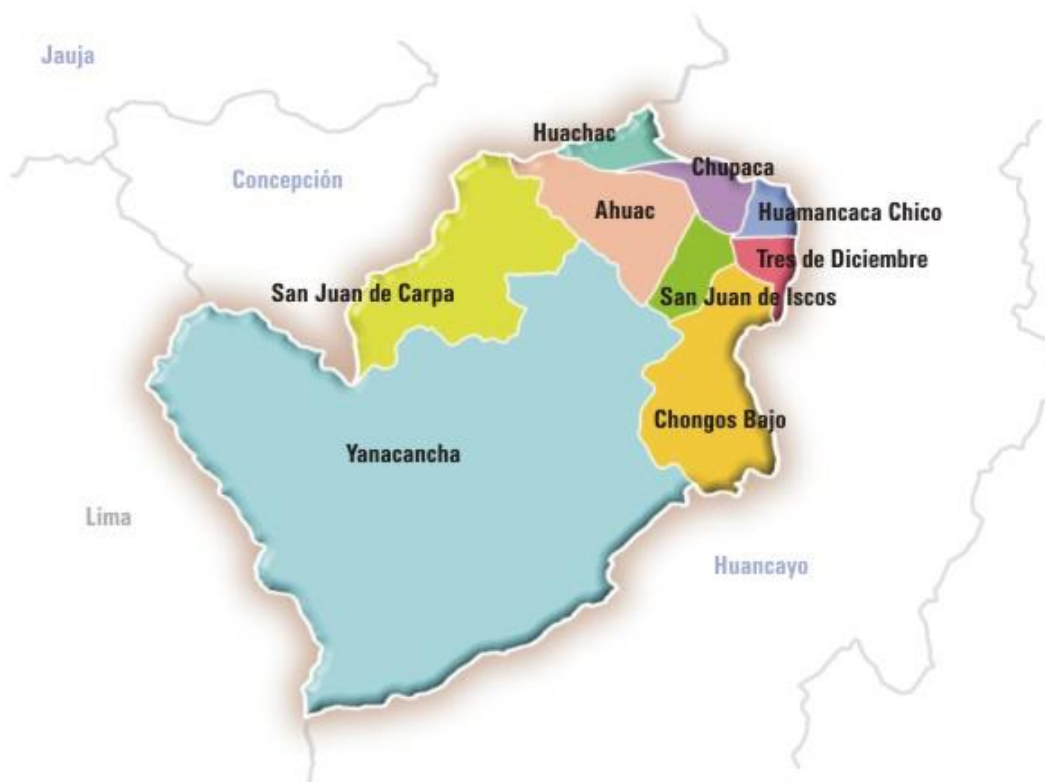 Jauja
Huachac
Chupaca
Concepción
Ahuac
Huamancaca Chico
Tres de Diciembre
San Juan de Carpa
San Juan de Iscos
Chongos Bajo
Yanacancha
Lima
Huancayo